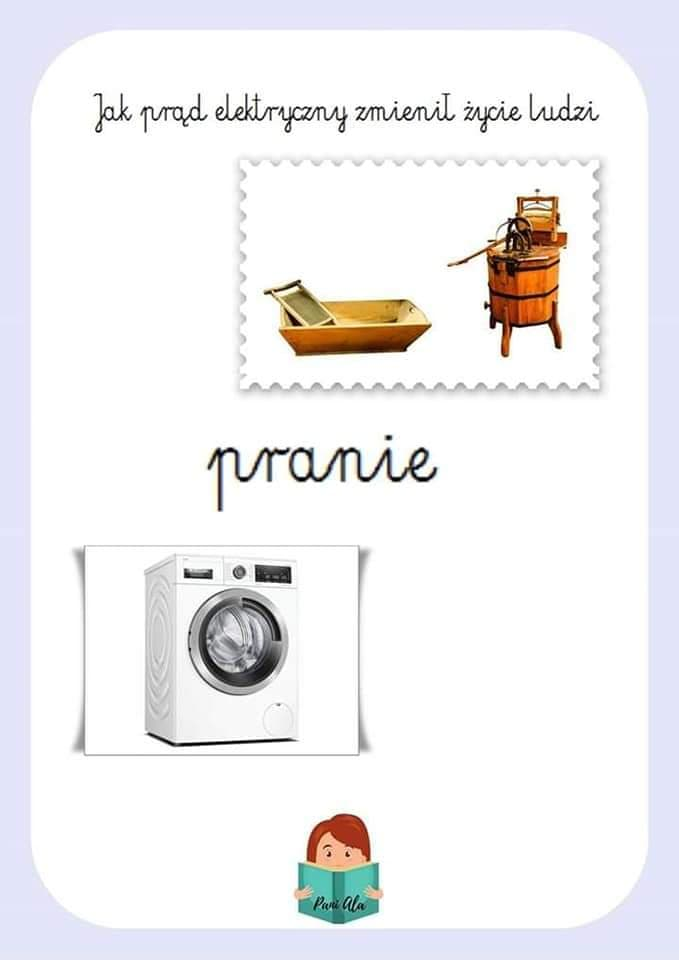 Jak prąd elektryczny zmienił życie ludzi
pranie
Pani Ala